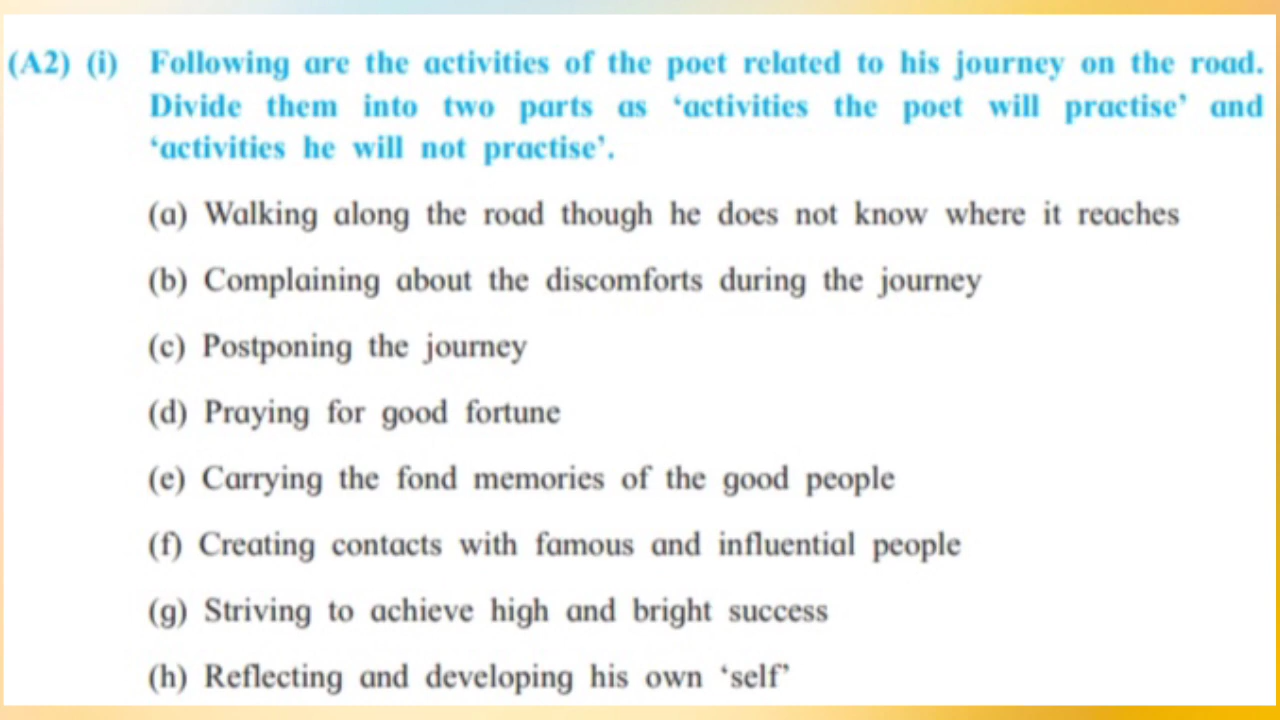 (A2) (i) Following are the activities of the poet related to his journey on the road.
Divide them into two parts as ‘activities the poet will practise’ and
‘activities he will not practise’.
(a) Walking along the road though he does not know where it reaches
(b) Complaining about the discomforts during the journey
(c) Postponing the journey
(d) Praying for good fortune
(e) Carrying the fond memories of the good people
(f) Creating contacts with famous and influential people
(g) Striving to achieve high and bright success
(h) Reflecting and developing his own ‘self’